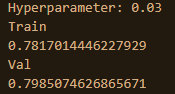 Hyperparameter: 0.03
Train
0.7817014446227929
Val
0.7985074626865671